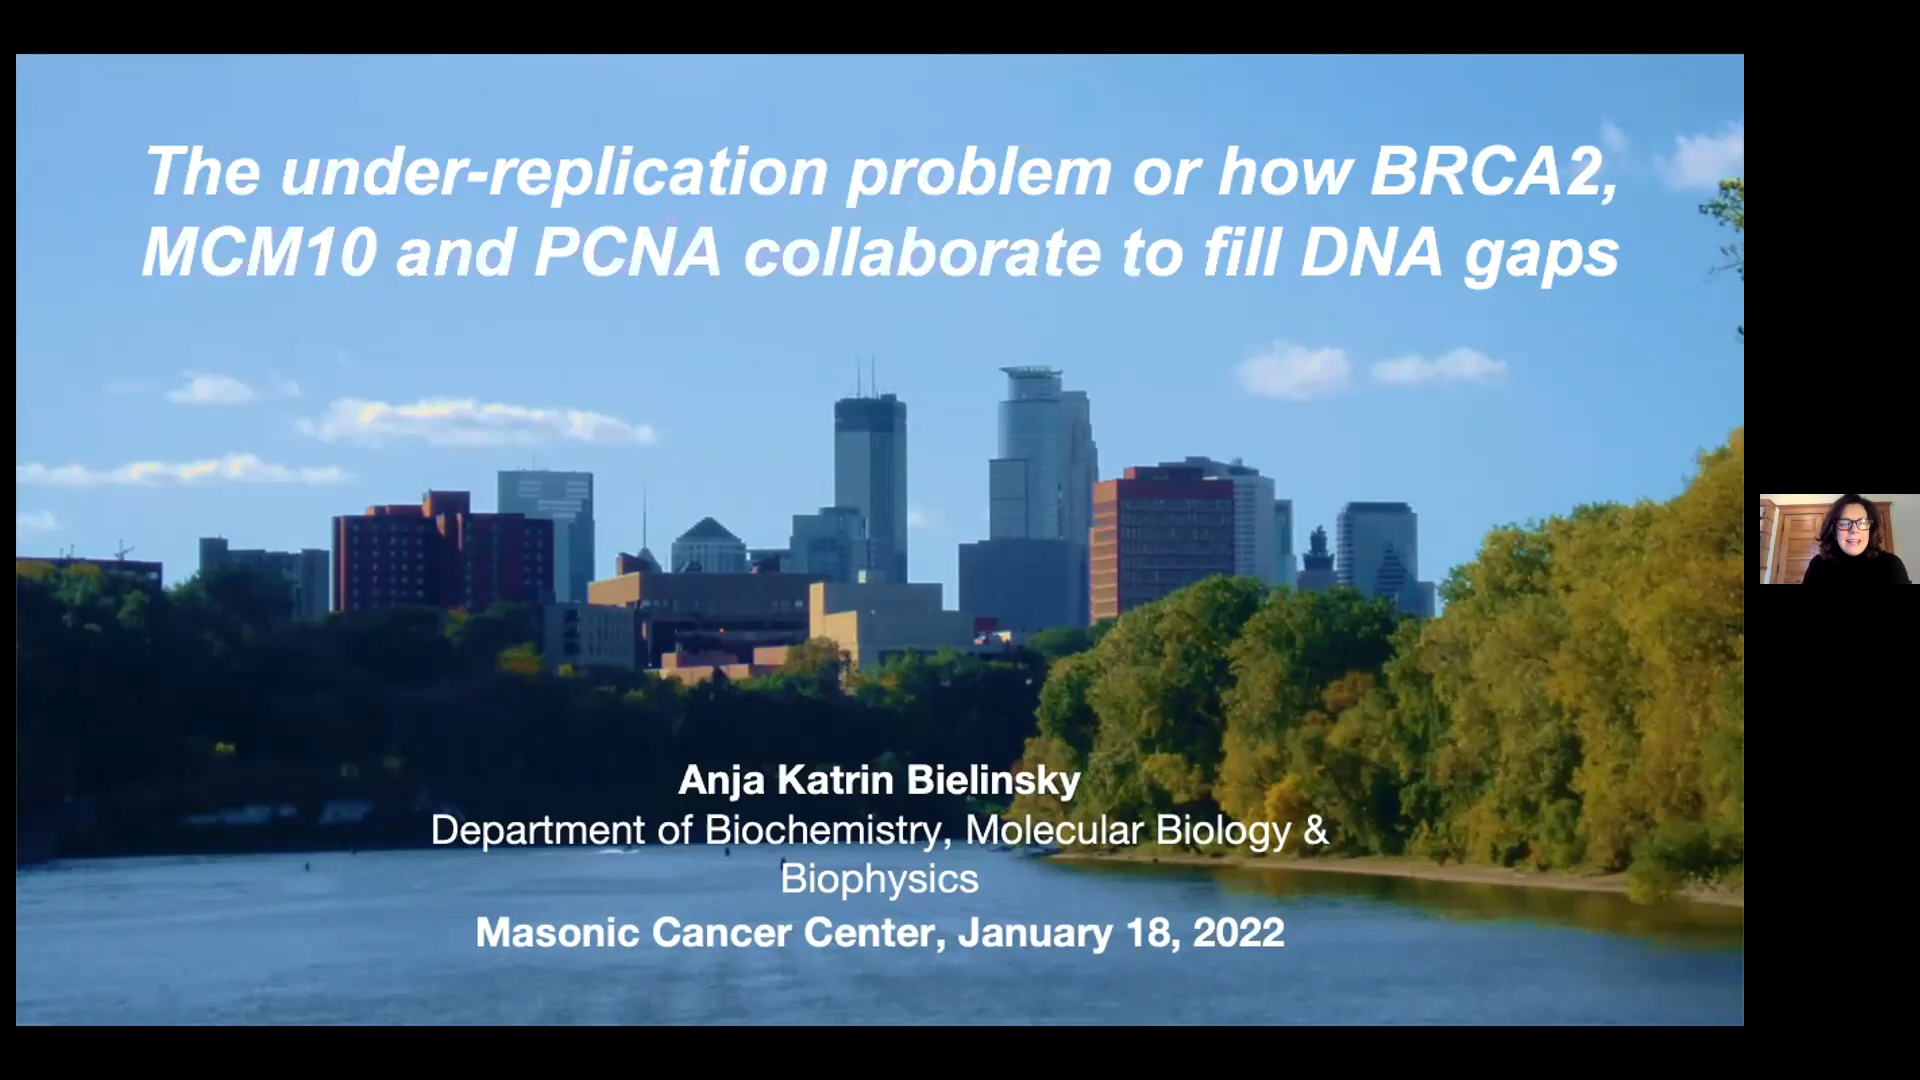 The under-replication problem or how BRCA2,
MCM10 and PCNA collaborate to fill DNA gaps
Anja Katrin Bielinsky
Department of Biochemistry, Molecular Biology &
Biophysics
Masonic Cancer Center, January 18, 2022